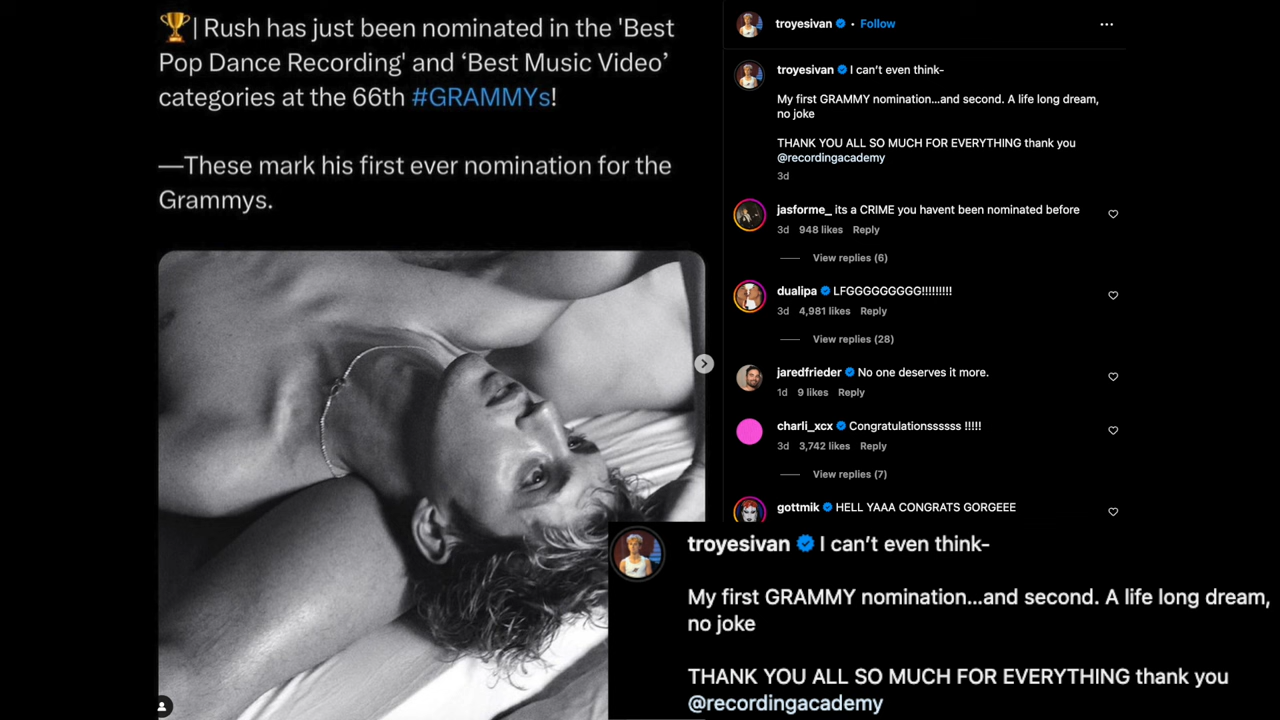 🏆| Rush has just been nominated in the 'Best
Pop Dance Recording' and ‘Best Music Video’
categories at the 66th #GRAMMYs!
—These mark his first ever nomination for the
Grammys.
troyesivan • Follow
troyesivan I can’t even think-
My first GRAMMY nomination...and second. A life long dream,
no joke
THANK YOU ALL SO MUCH FOR EVERYTHING thank you
@recordingacademy
3d
jasforme_ its a CRIME you havent been nominated before
3d 948 likes Reply
View replies (6)
dualipa LFGGGGGGGGG!!!!!!!!!
3d 4,981 likes Reply
View replies (28)
jaredfrieder No one deserves it more.
1d 9 likes Reply
charli_xcx Congratulationssssss !!!!!
3d 3,742 likes Reply
View replies (7)
gottmik HELL YAAA CONGRATS GORGEEE
troyesivan I can’t even think-
My first GRAMMY nomination...and second. A life long dream,
no joke
THANK YOU ALL SO MUCH FOR EVERYTHING thank you
@recordingacademy